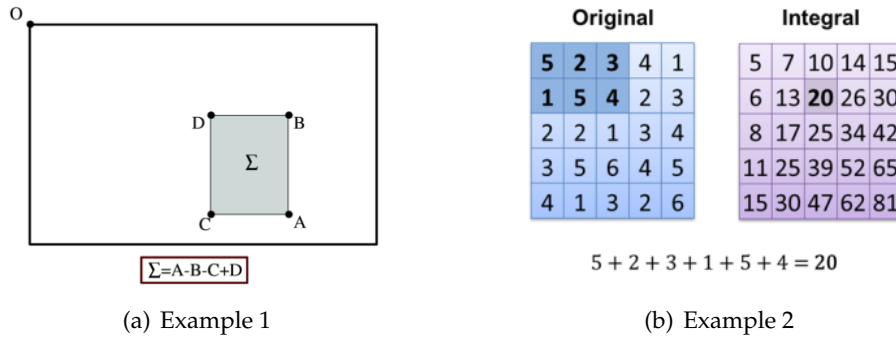 O
D
B
Σ
C
A
Σ=A-B-C+D
(a) Example 1
Original
5 2 3 4 1
1 5 4 2 3
2 2 1 3 4
3 5 6 4 5
4 1 3 2 6
Integral
5 7 10 14 15
6 13 20 26 30
8 17 25 34 42
11 25 39 52 65
15 30 47 62 81
5 + 2 + 3 + 1 + 5 + 4 = 20
(b) Example 2